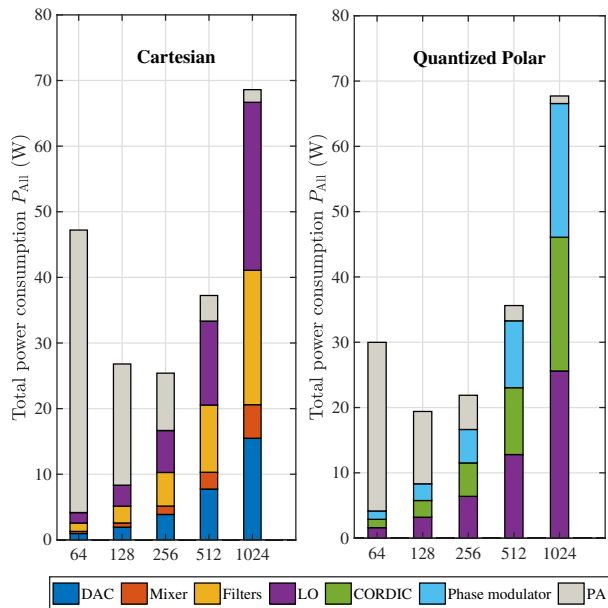 Cartesian
Total power consumption P_All (W)
80
70
60
50
40
30
20
10
0
64 128 256 512 1024
Quantized Polar
Total power consumption P_All (W)
80
70
60
50
40
30
20
10
0
64 128 256 512 1024
DAC Mixer Filters LO CORDIC Phase modulator PA